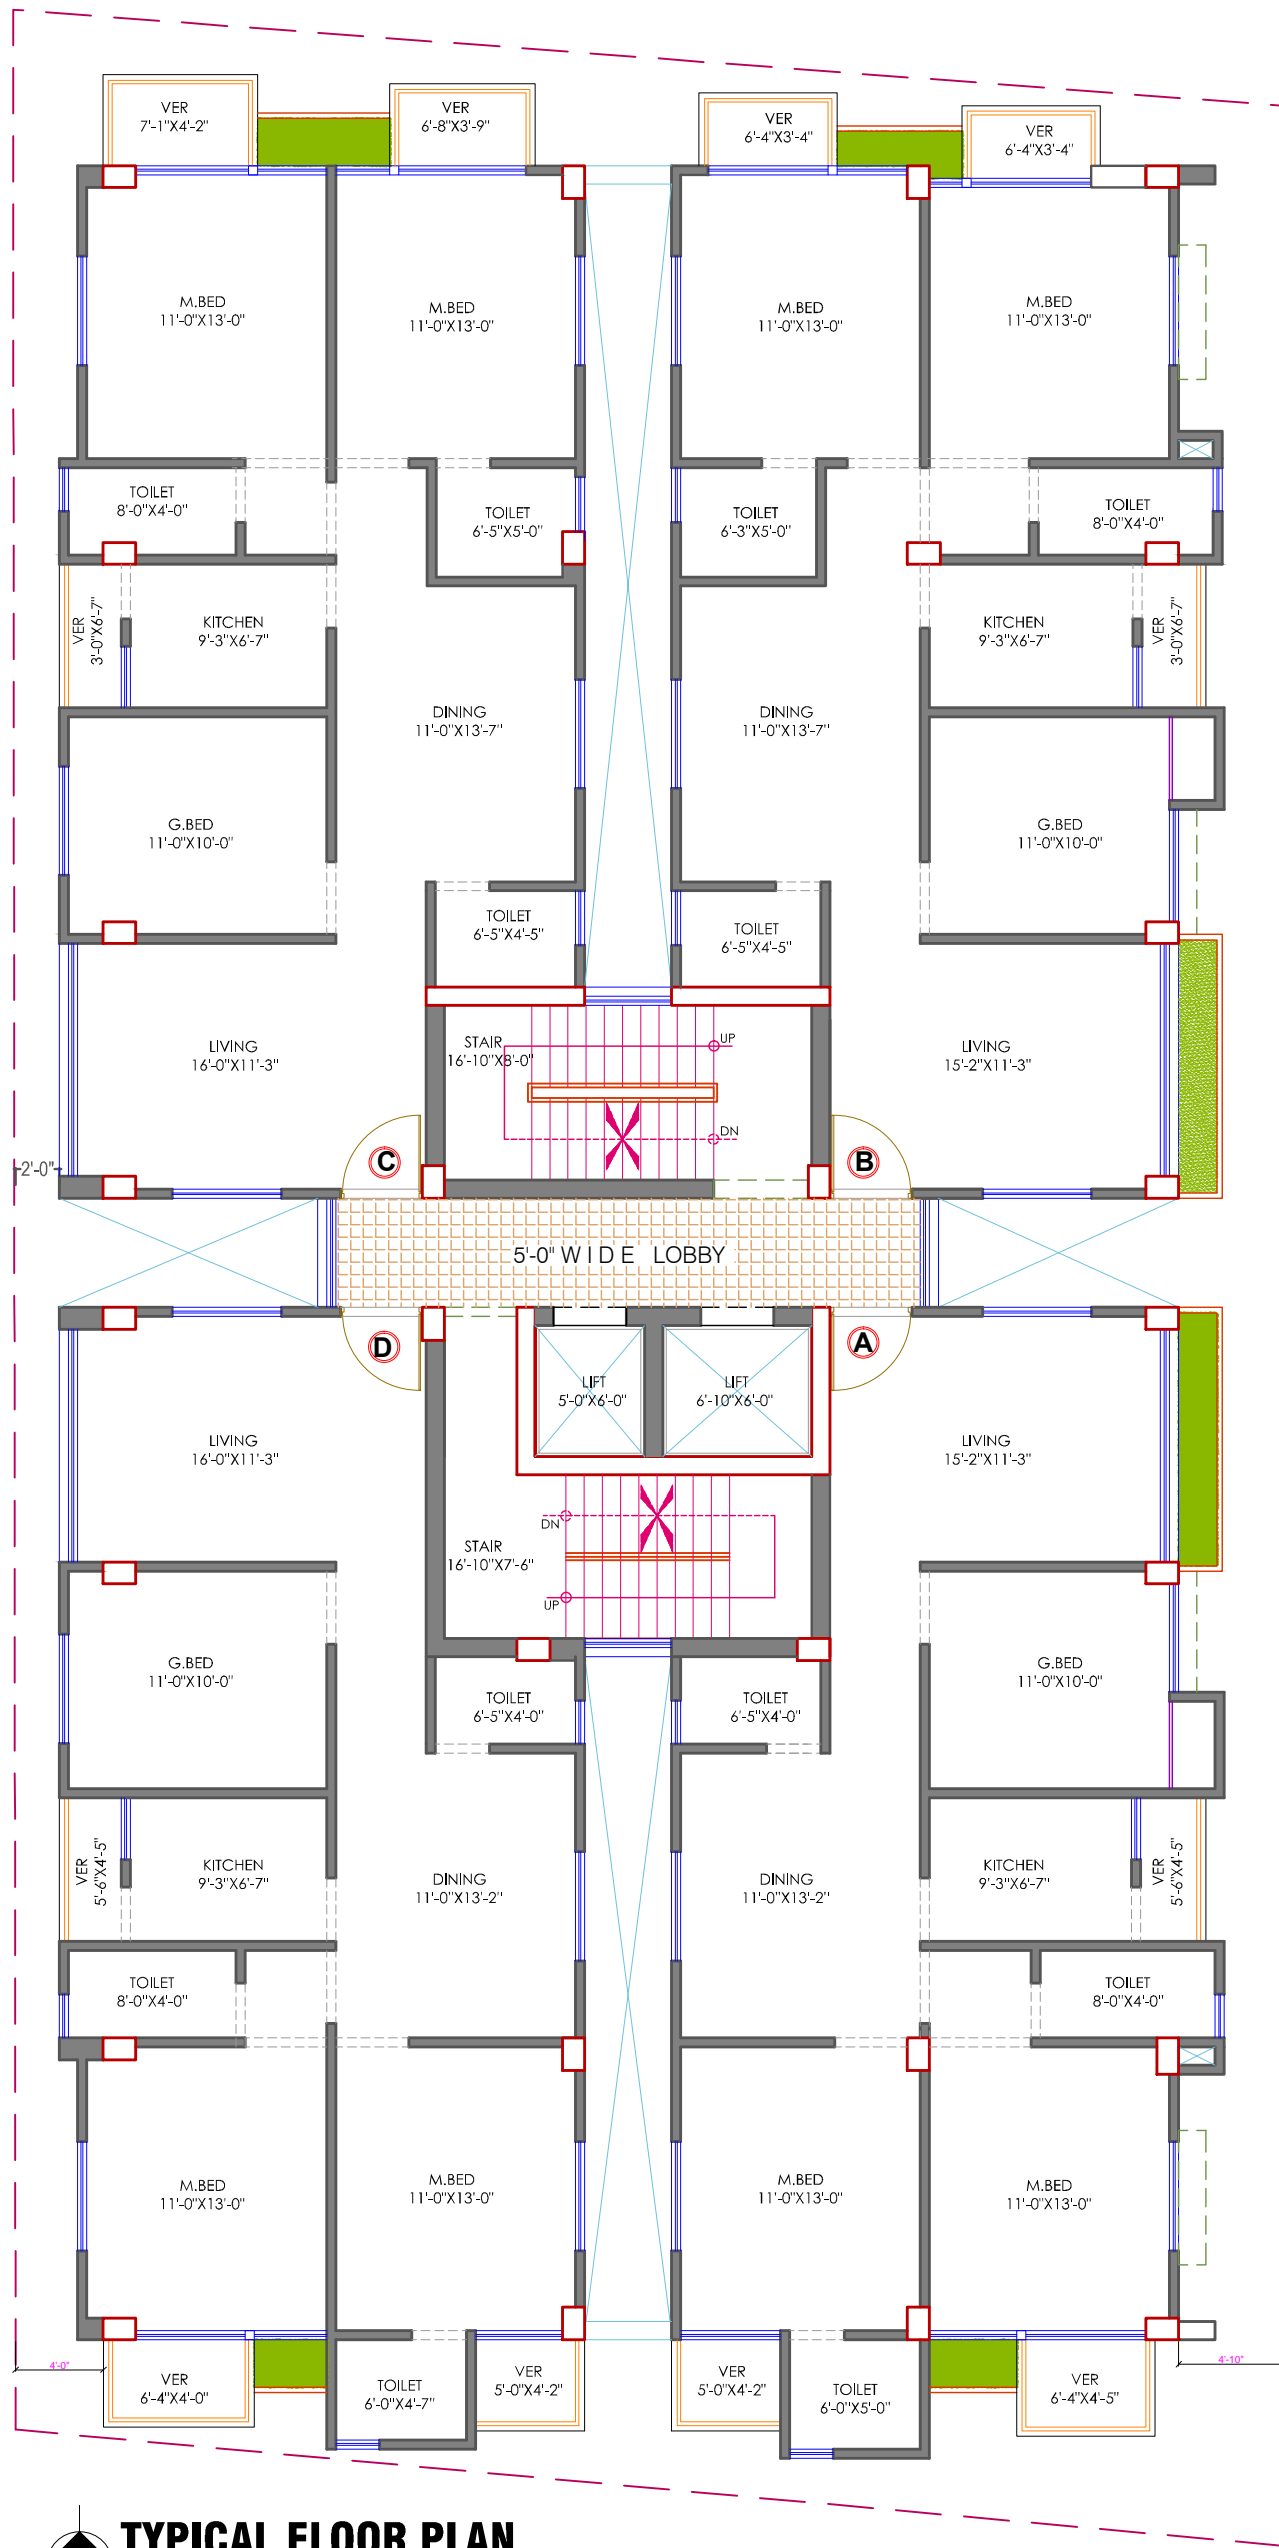 VER
7'-1"X4'-2"
VER
6'-8"X3'-9"
VER
6'-4"X3'-4"
VER
6'-4"X3'-4"
M.BED
11'-0"X13'-0"
M.BED
11'-0"X13'-0"
M.BED
11'-0"X13'-0"
M.BED
11'-0"X13'-0"
TOILET
8'-0"X4'-0"
TOILET
6'-5"X5'-0"
TOILET
6'-3"X5'-0"
TOILET
8'-0"X4'-0"
VER
3'-0"X6'-7"
KITCHEN
9'-3"X6'-7"
KITCHEN
9'-3"X6'-7"
VER
3'-0"X6'-7"
DINING
11'-0"X13'-7"
DINING
11'-0"X13'-7"
G.BED
11'-0"X10'-0"
G.BED
11'-0"X10'-0"
TOILET
6'-5"X4'-5"
TOILET
6'-5"X4'-5"
LIVING
16'-0"X11'-3"
STAIR
16'-10"X8'-0"
UP
DN
LIVING
15'-2"X11'-3"
2'-0"
C
B
5'-0" WIDE LOBBY
D
A
LIFT
5'-0"X6'-0"
LIFT
6'-10"X6'-0"
LIVING
16'-0"X11'-3"
LIVING
15'-2"X11'-3"
DN
STAIR
16'-10"X7'-6"
UP
G.BED
11'-0"X10'-0"
G.BED
11'-0"X10'-0"
TOILET
6'-5"X4'-0"
TOILET
6'-5"X4'-0"
VER
5'-6"X4'-5"
KITCHEN
9'-3"X6'-7"
DINING
11'-0"X13'-2"
DINING
11'-0"X13'-2"
KITCHEN
9'-3"X6'-7"
VER
5'-6"X4'-5"
TOILET
8'-0"X4'-0"
TOILET
8'-0"X4'-0"
M.BED
11'-0"X13'-0"
M.BED
11'-0"X13'-0"
M.BED
11'-0"X13'-0"
M.BED
11'-0"X13'-0"
4'-0"
4'-10"
VER
6'-4"X4'-0"
TOILET
6'-0"X4'-7"
VER
5'-0"X4'-2"
VER
5'-0"X4'-2"
TOILET
6'-0"X5'-0"
VER
6'-4"X4'-5"
TYPICAL FLOOR PLAN